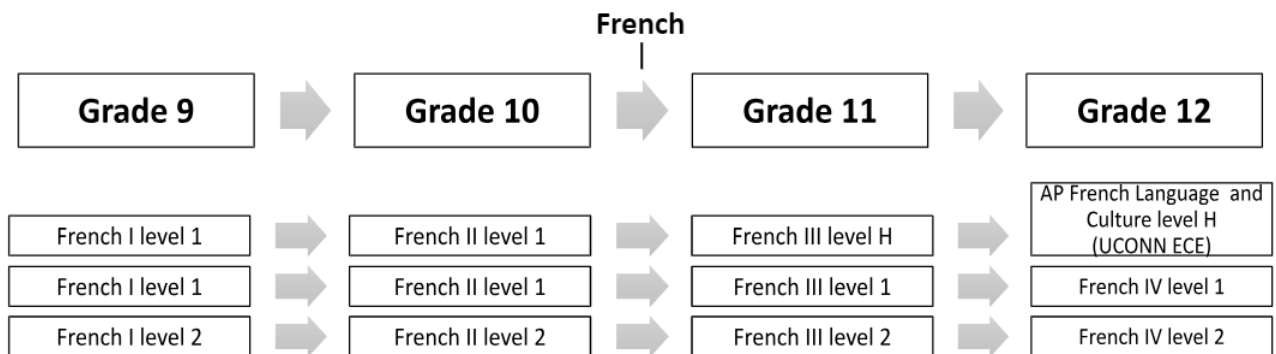 French
Grade 9
Grade 10
Grade 11
Grade 12
French I level 1
French II level 1
French III level H
AP French Language and
Culture level H
(UCONN ECE)
French I level 1
French II level 1
French III level 1
French IV level 1
French I level 2
French II level 2
French III level 2
French IV level 2